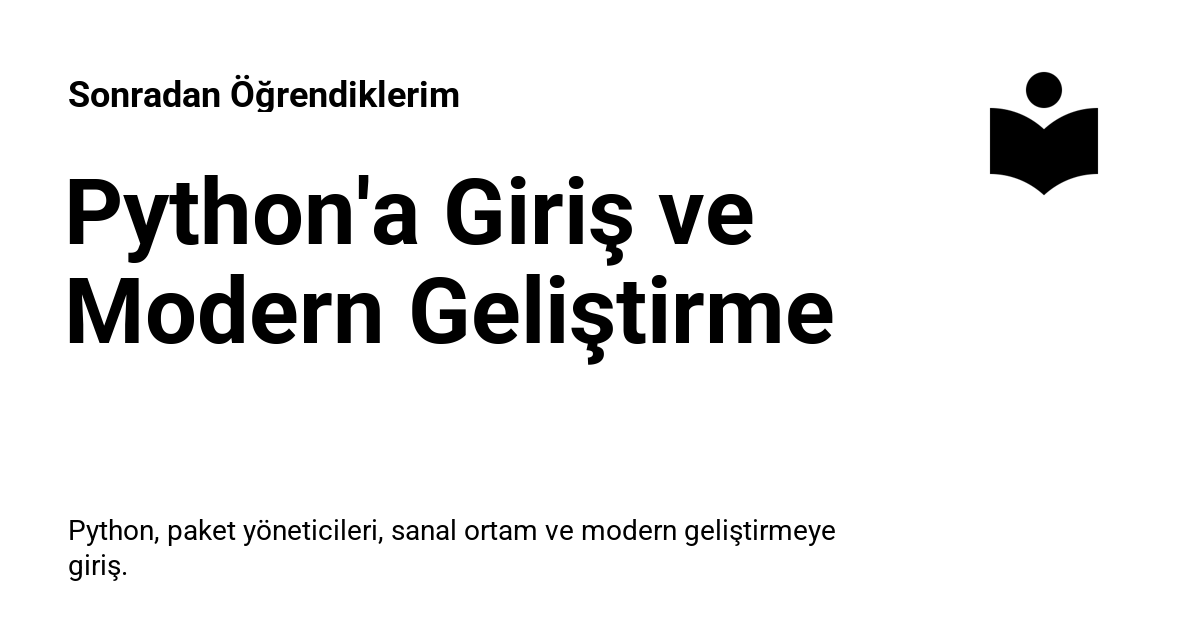 Sonradan Öğrendiklerim
Python'a Giriş ve
Modern Geliştirme
Python, paket yöneticileri, sanal ortam ve modern geliştirmeye
giriş.